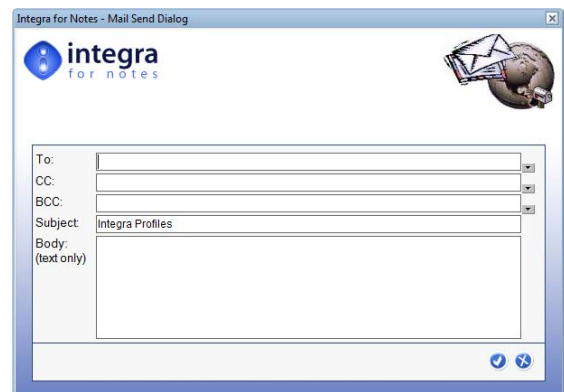 Integra for Notes - Mail Send Dialog
integra
for notes
To:
CC:
BCC:
Subject: Integra Profiles
Body:
(text only)